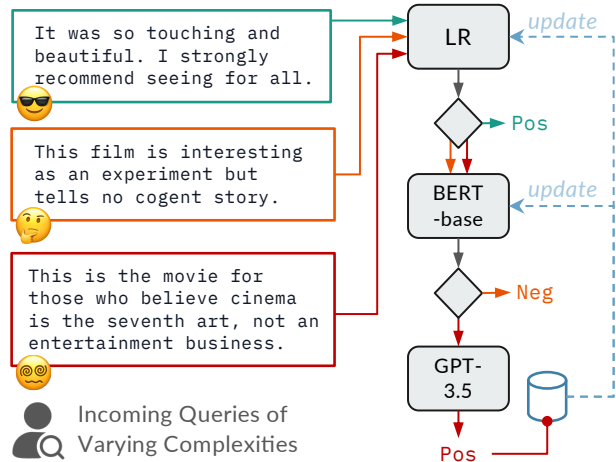 It was so touching and
beautiful. I strongly
recommend seeing for all.
This film is interesting
as an experiment but
tells no cogent story.
This is the movie for
those who believe cinema
is the seventh art, not an
entertainment business.
Incoming Queries of
Varying Complexities
LR
update
Pos
BERT
-base
update
Neg
GPT-
3.5
Pos